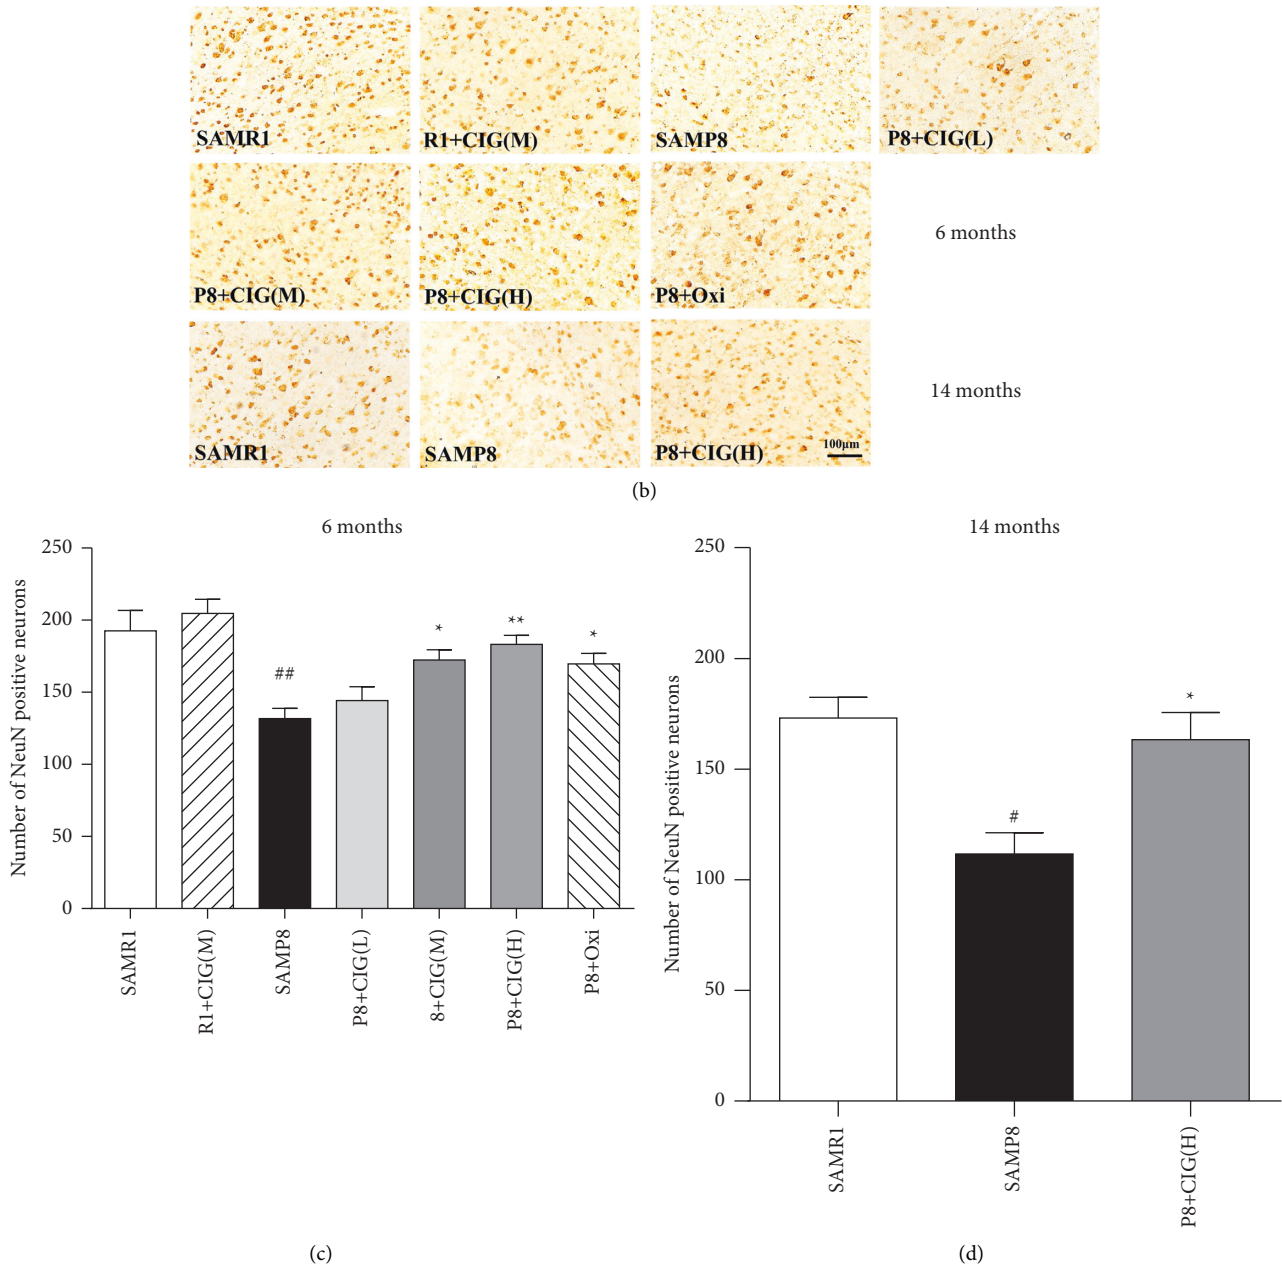 SAMR1
R1+CIG(M)
SAMP8
P8+CIG(L)
P8+CIG(M)
P8+CIG(H)
P8+Oxi
6 months
SAMR1
SAMP8
P8+CIG(H)
100μm
14 months
(b)
6 months
Number of NeuN positive neurons
250
200
150
100
50
0
##
*
**
*
SAMR1
R1+CIG(M)
SAMP8
P8+CIG(L)
8+CIG(M)
P8+CIG(H)
P8+Oxi
(c)
14 months
Number of NeuN positive neurons
250
200
150
100
50
0
#
*
SAMR1
SAMP8
P8+CIG(H)
(d)